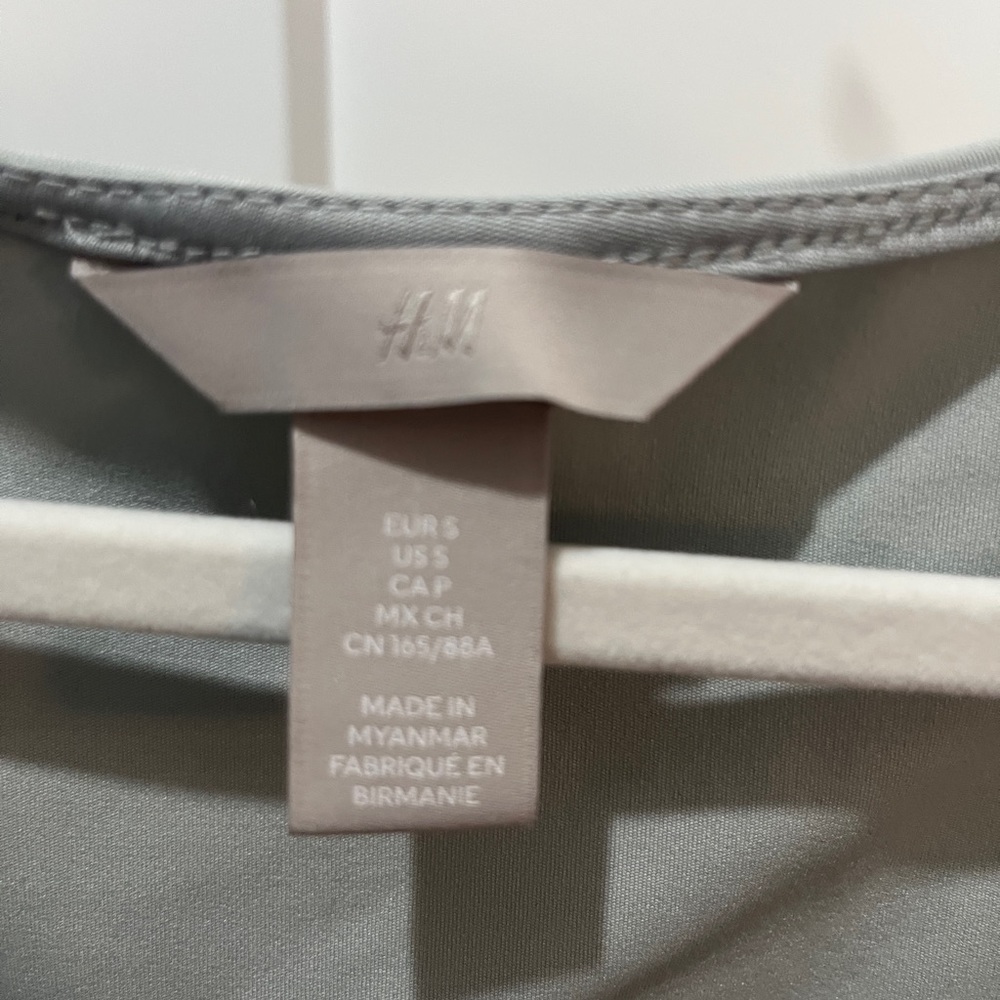 H&M
EUR S
US S
CA P
MX CH
CN 165/88A
MADE IN
MYANMAR
FABRIQUÉ EN
BIRMANIE